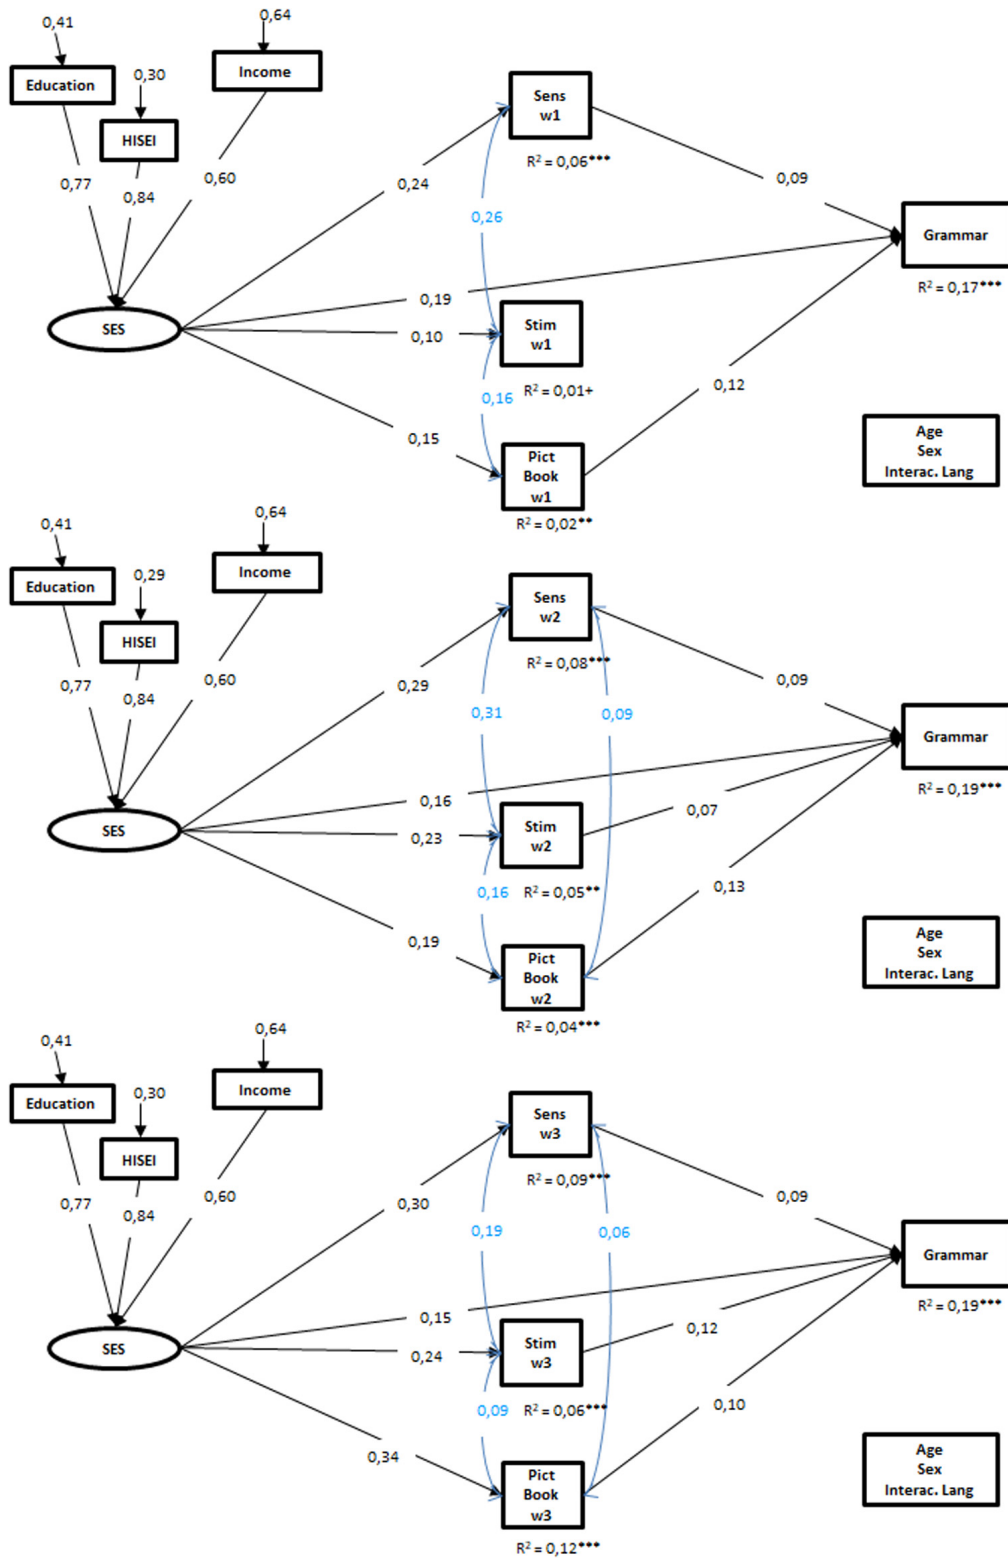 0,41
0,64
Education
0,30
Income
HISEI
Sens
w1
R² = 0,06***
0,77
0,84
0,60
0,24
0,09
0,26
Grammar
R² = 0,17***
0,19
SES
0,10
Stim
w1
R² = 0,01+
0,16
0,12
0,15
Pict
Book
w1
R² = 0,02**
Age
Sex
Interac. Lang
0,41
0,64
Education
0,29
Income
HISEI
Sens
w2
R² = 0,08***
0,77
0,84
0,60
0,29
0,09
0,31
0,09
Grammar
R² = 0,19***
0,16
SES
0,23
Stim
w2
0,07
R² = 0,05**
0,16
0,13
0,19
Pict
Book
w2
R² = 0,04***
Age
Sex
Interac. Lang
0,41
0,64
Education
0,30
Income
HISEI
Sens
w3
R² = 0,09***
0,77
0,84
0,60
0,30
0,09
0,19
0,06
Grammar
R² = 0,19***
0,15
SES
0,24
Stim
w3
0,12
R² = 0,06***
0,09
0,10
0,34
Pict
Book
w3
R² = 0,12***
Age
Sex
Interac. Lang